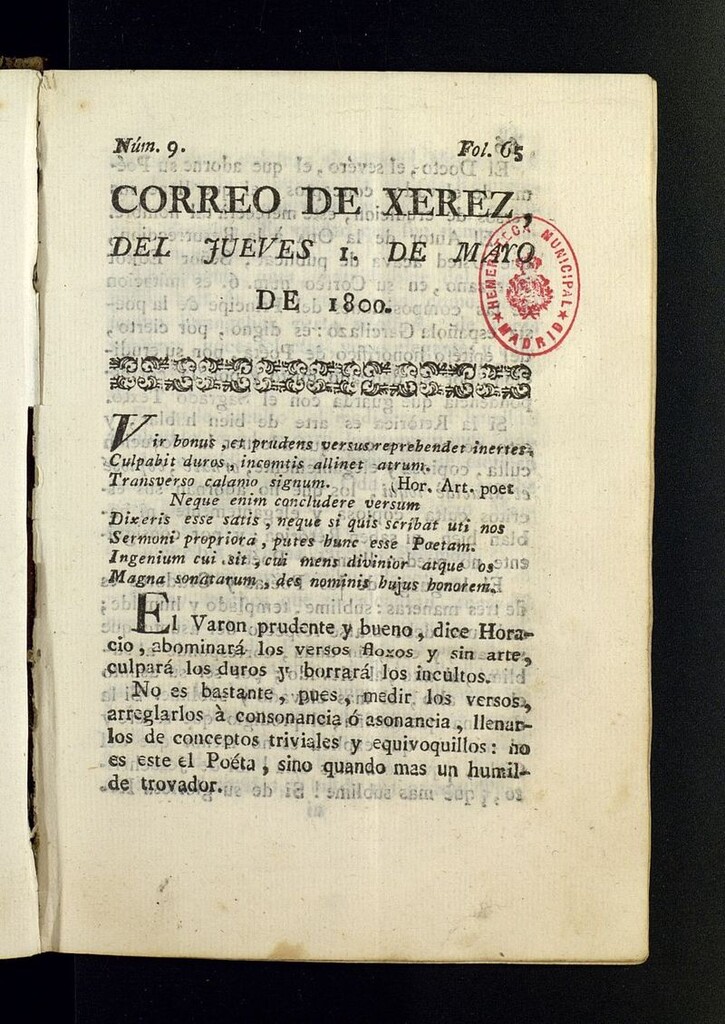 Núm. 9. Fol. 65
CORREO DE XEREZ,
DEL JUEVES 1. DE MAYO
DE 1800.
HEMEROTECA MUNICIPAL
★ MADRID ★
Vir bonus, et prudens versus reprehendet inertes,
Culpabit duros, incomtis allinet atrum.
Transverso calamo signum. (Hor. Art. poet
Neque enim concludere versum
Dixeris esse satis, neque si quis scribat uti nos
Sermoni propriora, putes hunc esse Poetam.
Ingenium cui sit, cui mens divinior atque os
Magna sonatarum, des nominis hujus honorem.
El Varon prudente y bueno, dice Hora-
cio, abominará los versos floxos y sin arte,
culpará los duros y borrará los incultos.
No es bastante, pues, medir los versos,
arreglarlos à consonancia ó asonancia, llenar-
los de conceptos triviales y equivoquillos: no
es este el Poéta, sino quando mas un humil-
de trovador.